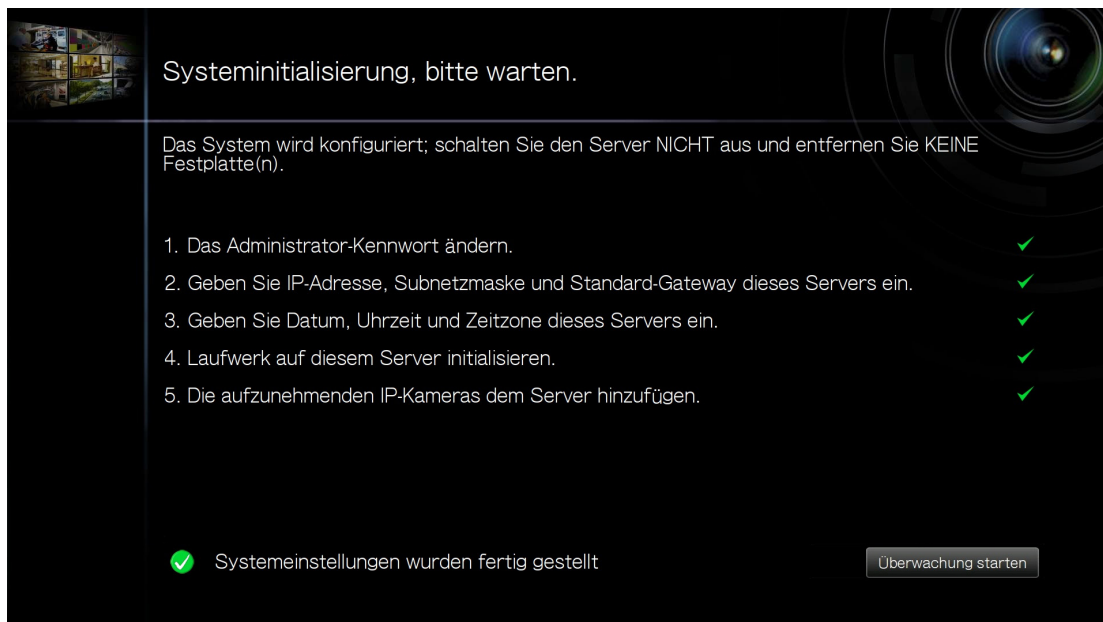 Systeminitialisierung, bitte warten.
Das System wird konfiguriert; schalten Sie den Server NICHT aus und entfernen Sie KEINE
Festplatte(n).
1. Das Administrator-Kennwort ändern.
2. Geben Sie IP-Adresse, Subnetzmaske und Standard-Gateway dieses Servers ein.
3. Geben Sie Datum, Uhrzeit und Zeitzone dieses Servers ein.
4. Laufwerk auf diesem Server initialisieren.
5. Die aufzunehmenden IP-Kameras dem Server hinzufügen.
Systemeinstellungen wurden fertig gestellt
Überwachung starten